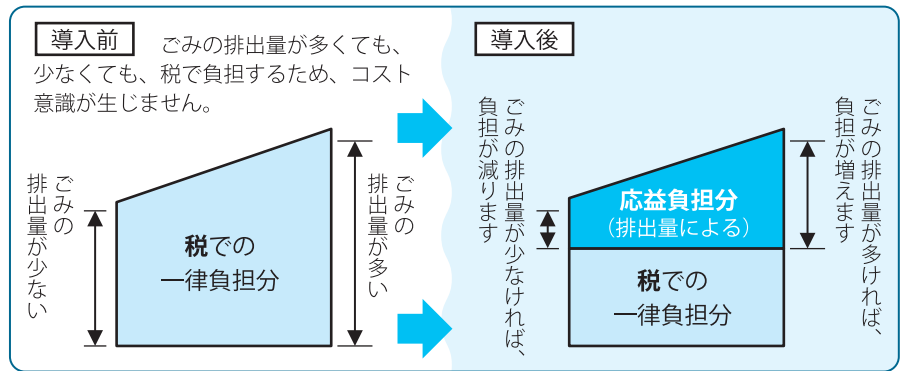 導入前
ごみの排出量が多くても、
少なくても、税で負担するため、コスト
意識が生じません。
ごみの
排出量が少ない
税での
一律負担分
ごみの
排出量が多い
導入後
ごみの排出量が少なければ、
負担が減ります
応益負担分
（排出量による）
税での
一律負担分
ごみの排出量が多ければ、
負担が増えます